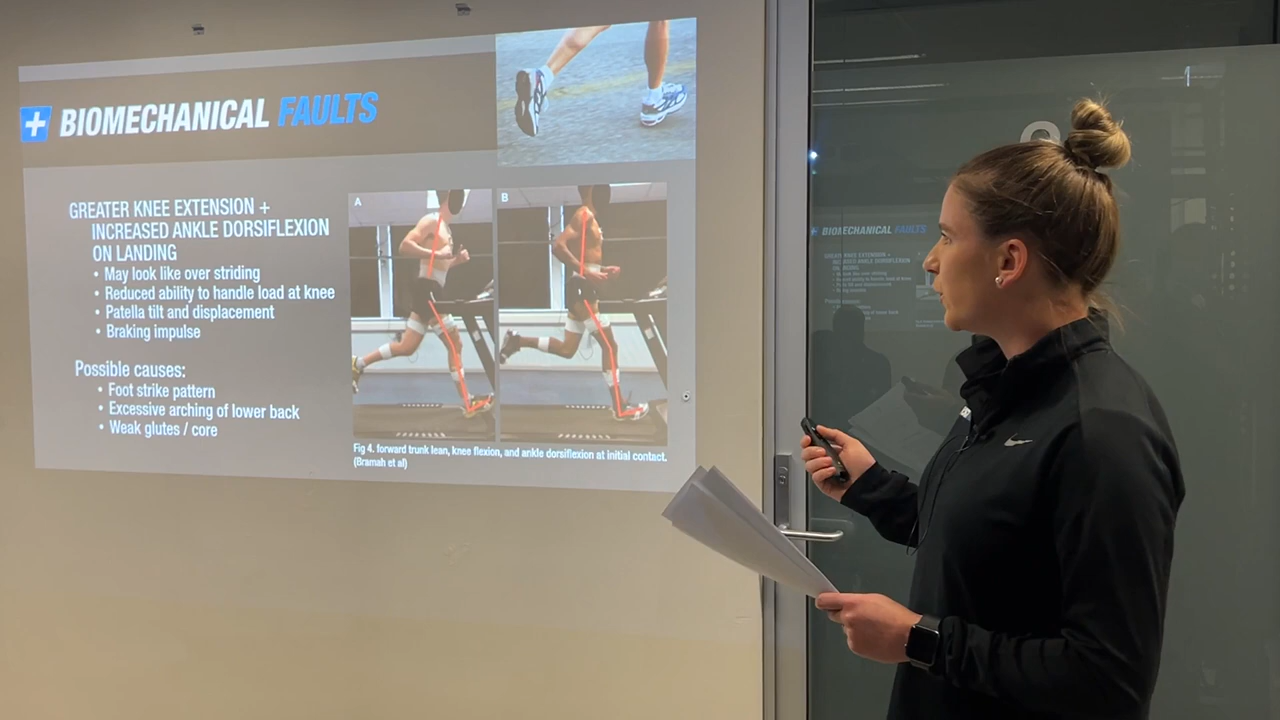 BIOMECHANICAL FAULTS
GREATER KNEE EXTENSION +
INCREASED ANKLE DORSIFLEXION
ON LANDING
• May look like over striding
• Reduced ability to handle load at knee
• Patella tilt and displacement
• Braking impulse
Possible causes:
• Foot strike pattern
• Excessive arching of lower back
• Weak glutes / core
A
B
Fig 4. forward trunk lean, knee flexion, and ankle dorsiflexion at initial contact.
(Bramah et al)
BIOMECHANICAL FAULTS